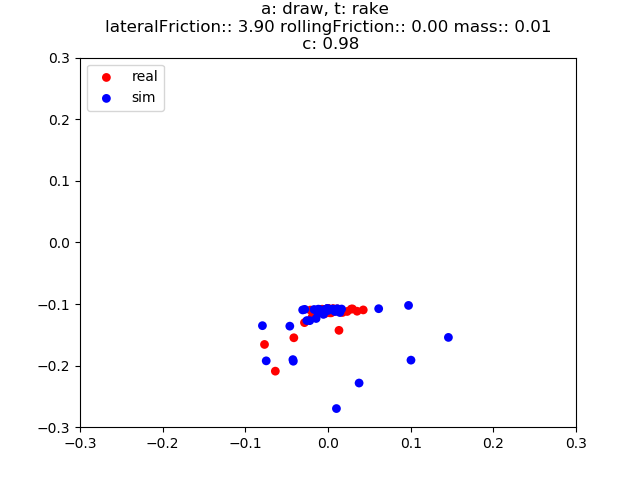 a: draw, t: rake
lateralFriction:: 3.90 rollingFriction:: 0.00 mass:: 0.01
c: 0.98
real
sim
0.3
0.2
0.1
0.0
−0.1
−0.2
−0.3
−0.3
−0.2
−0.1
0.0
0.1
0.2
0.3